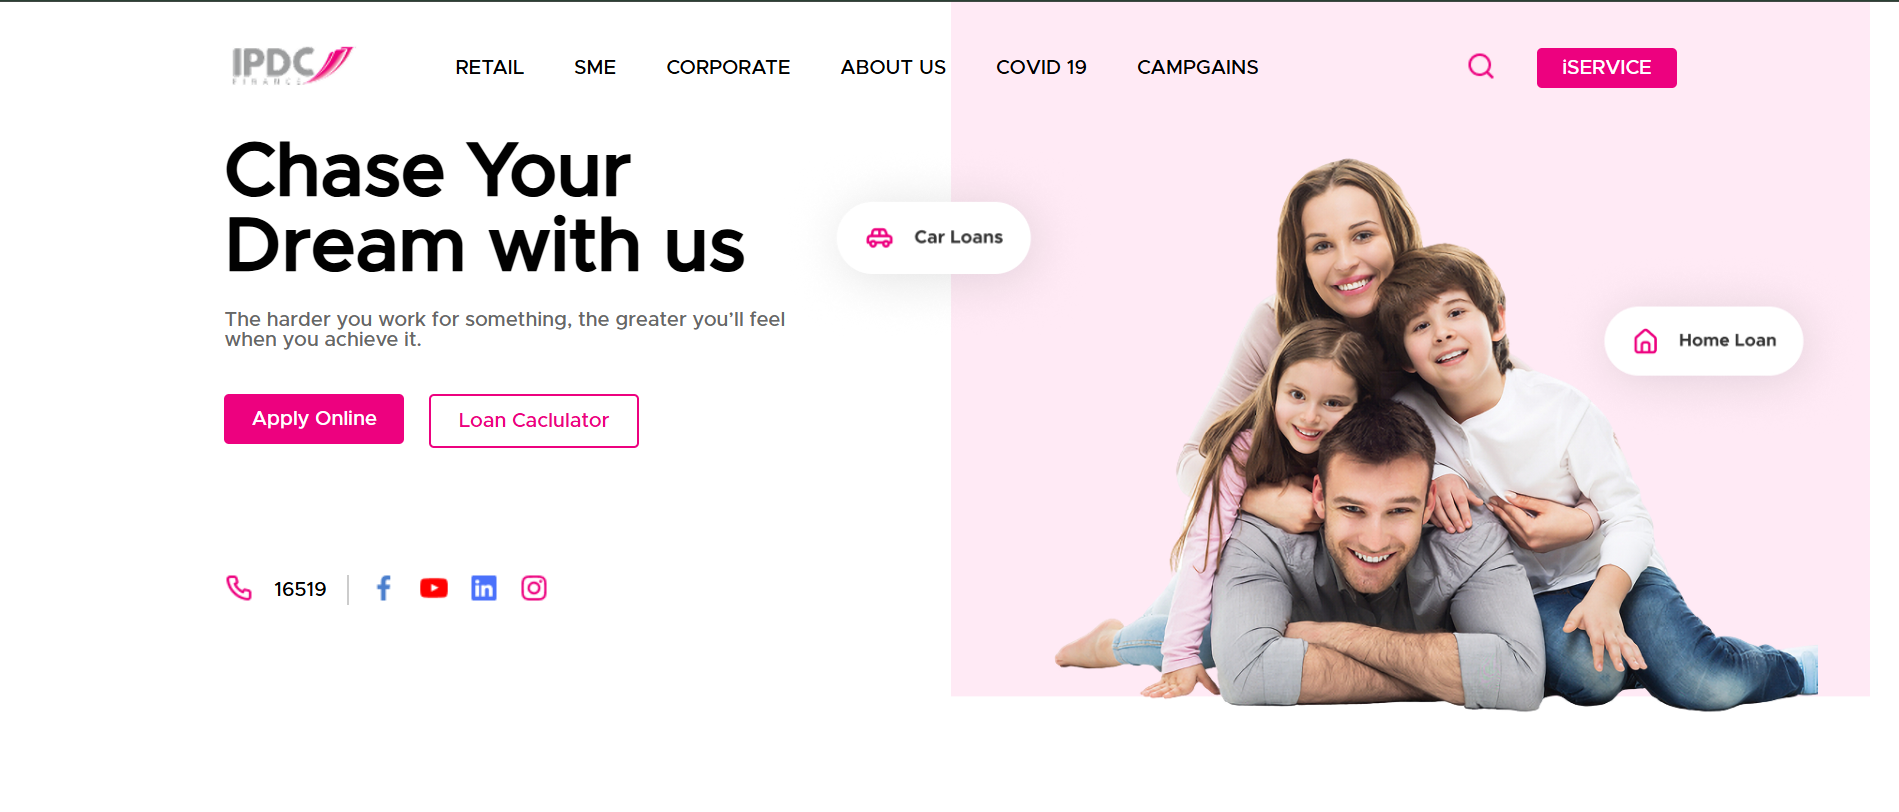 IPDC
FINANCE
RETAIL SME CORPORATE ABOUT US COVID 19 CAMPGAINS iSERVICE
Chase Your
Dream with us
The harder you work for something, the greater you’ll feel
when you achieve it.
Apply Online Loan Caclulator
Car Loans
Home Loan
16519